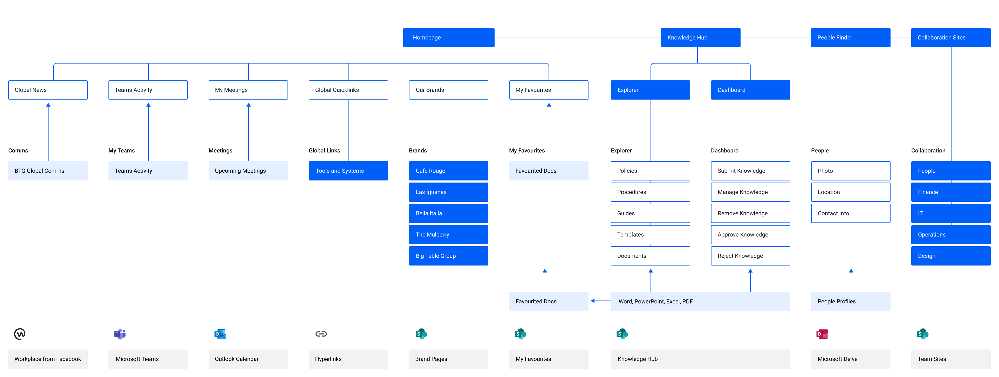 Homepage
Knowledge Hub
People Finder
Collaboration Sites
Global News
Teams Activity
My Meetings
Global Quicklinks
Our Brands
My Favourites
Explorer
Dashboard
Comms
My Teams
Meetings
Global Links
Brands
My Favourites
Explorer
Dashboard
People
Collaboration
BTG Global Comms
Teams Activity
Upcoming Meetings
Tools and Systems
Cafe Rouge
Favourited Docs
Policies
Submit Knowledge
Photo
People
Las Iguanas
Procedures
Manage Knowledge
Location
Finance
Bella Italia
Guides
Remove Knowledge
Contact Info
IT
The Mulberry
Templates
Approve Knowledge
Operations
Big Table Group
Documents
Reject Knowledge
Design
Favourited Docs
Word, PowerPoint, Excel, PDF
People Profiles
T
O
S
S
S
D
S
Workplace from Facebook
Microsoft Teams
Outlook Calendar
Hyperlinks
Brand Pages
My Favourites
Knowledge Hub
Microsoft Delve
Team Sites